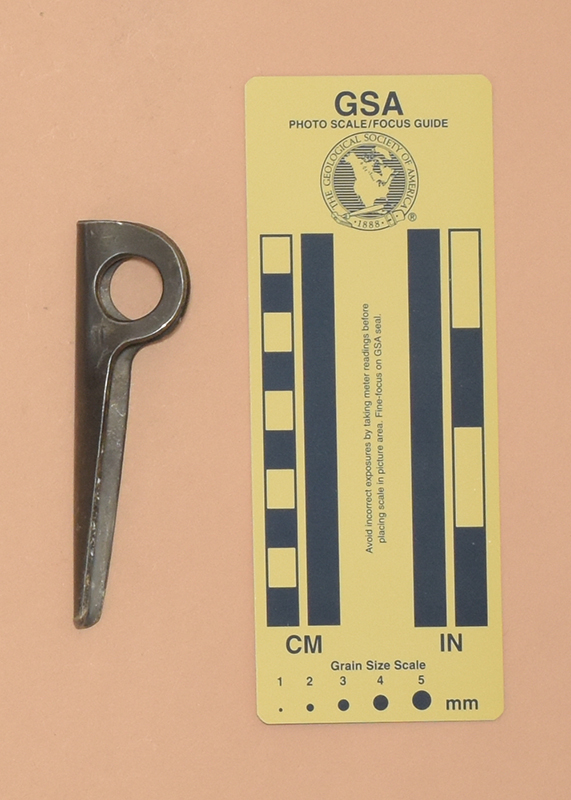 GSA
PHOTO SCALE/FOCUS GUIDE
THE GEOLOGICAL SOCIETY OF AMERICA
1888
®
Avoid incorrect exposures by taking meter readings before
placing scale in picture area. Fine-focus on GSA seal.
CM
IN
Grain Size Scale
1 2 3 4 5
mm